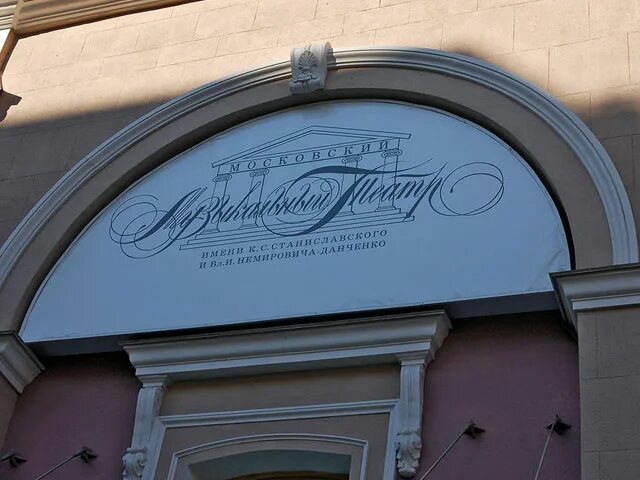 МОСКОВСКИЙ
Музыкальный Театр
ИМЕНИ К.С.СТАНИСЛАВСКОГО
И Вл.И.НЕМИРОВИЧА-ДАНЧЕНКО